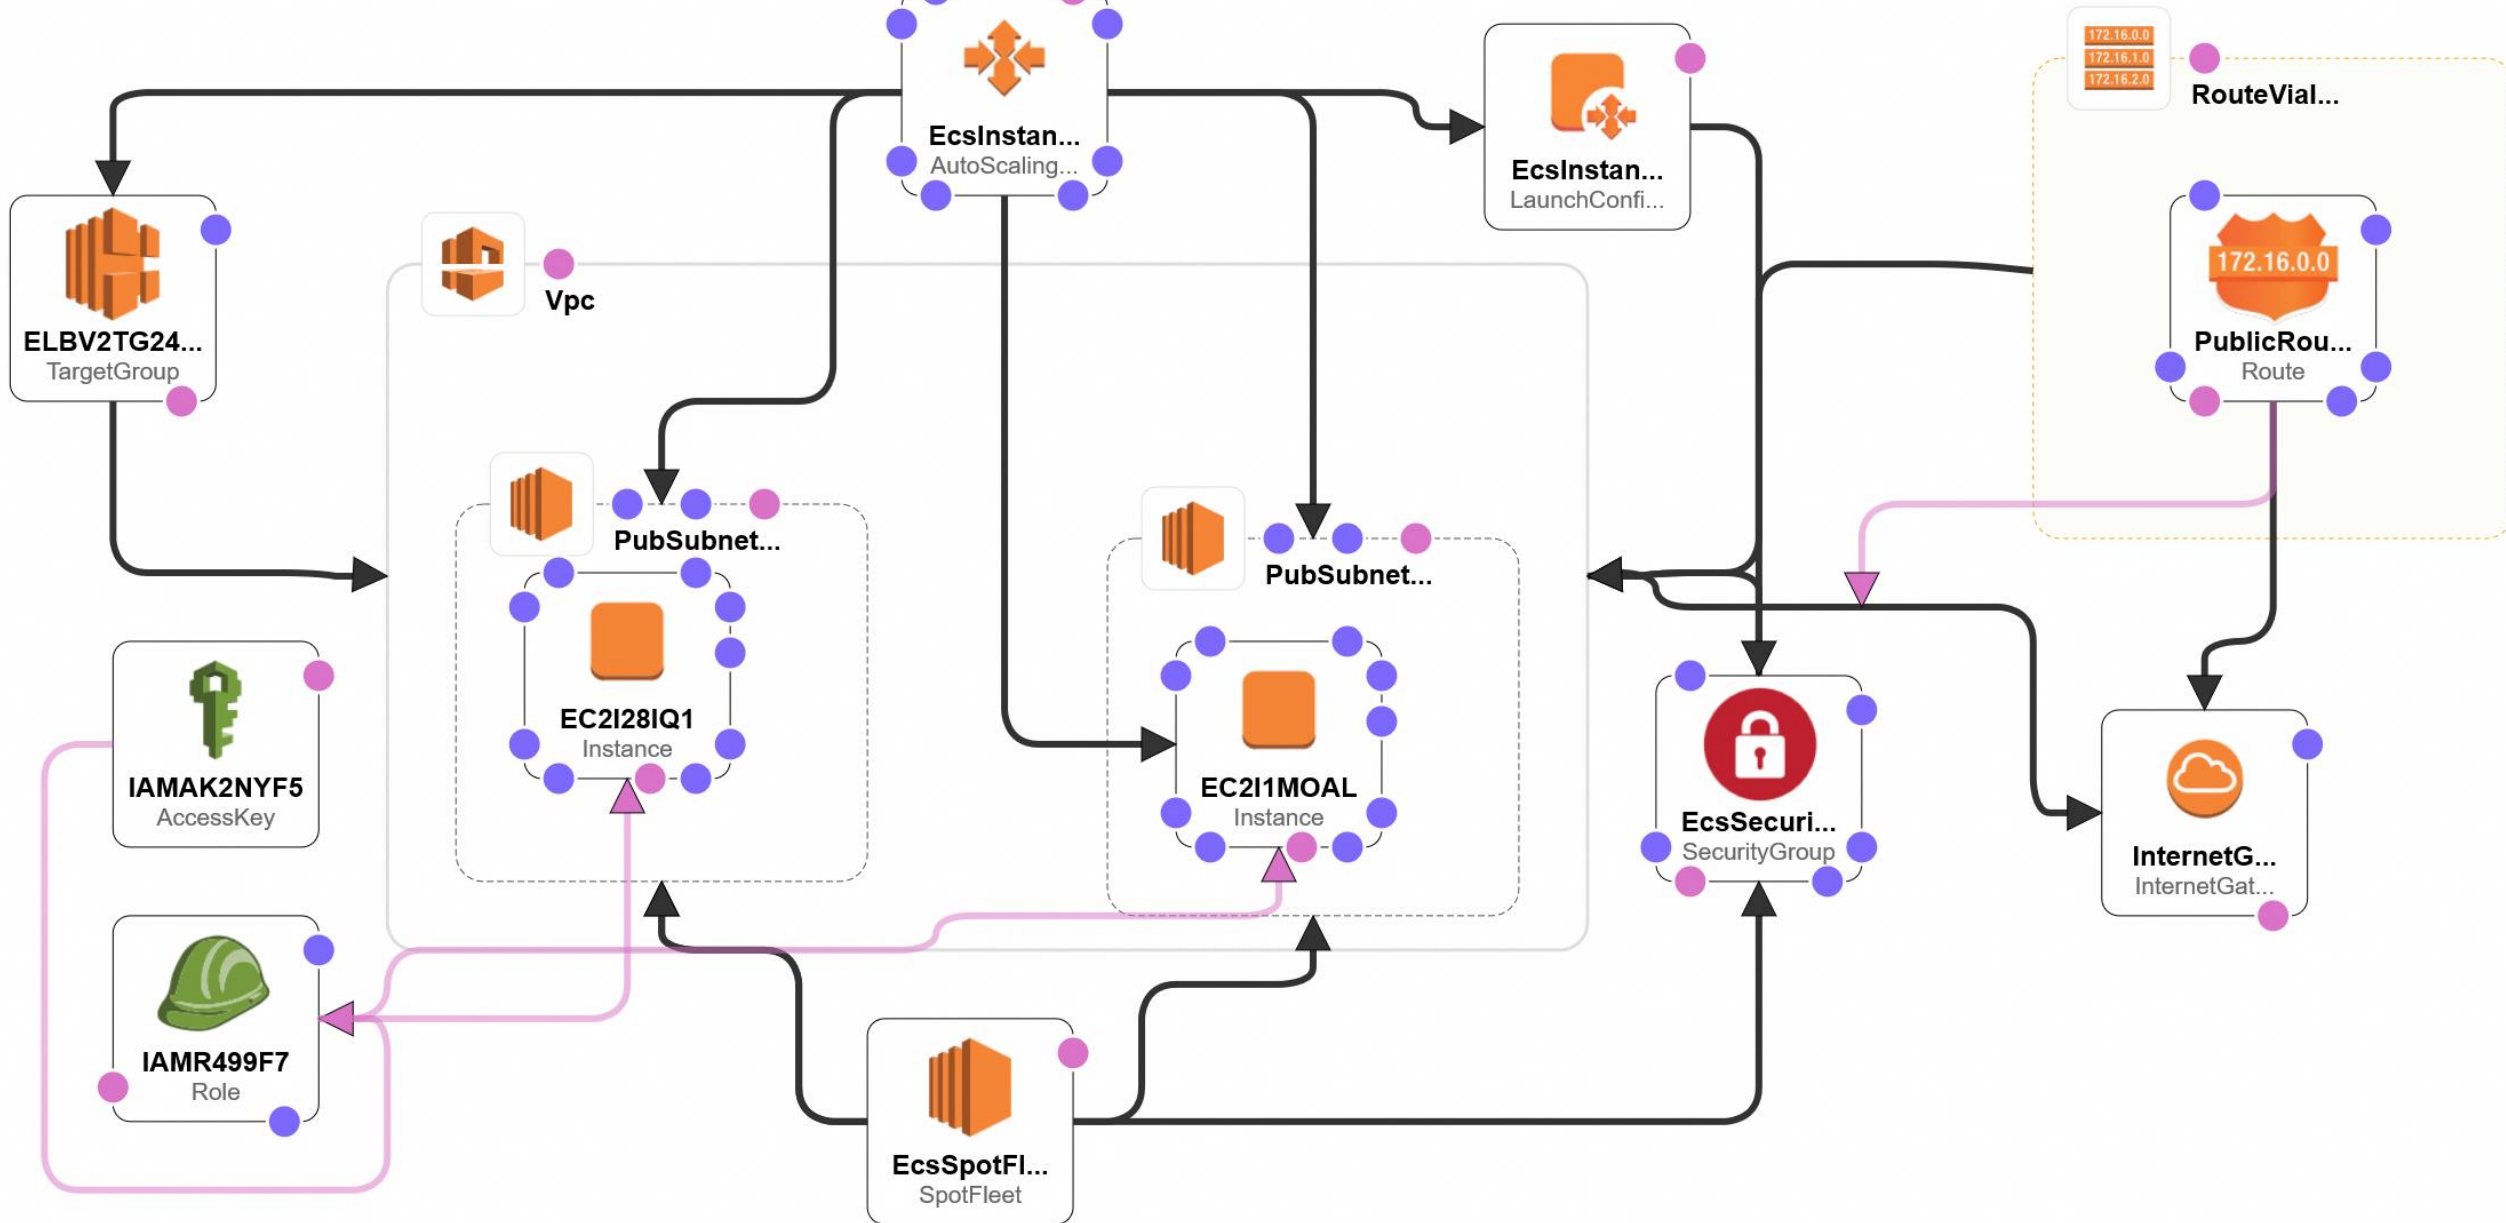 EcsInstan...
AutoScaling...
EcsInstan...
LaunchConfi...
172.16.0.0
172.16.1.0
172.16.2.0
RouteVial...
172.16.0.0
PublicRou...
Route
ELBV2TG24...
TargetGroup
Vpc
PubSubnet...
EC2I28IQ1
Instance
PubSubnet...
EC2I1MOAL
Instance
IAMAK2NYF5
AccessKey
EcsSecuri...
SecurityGroup
InternetG...
InternetGat...
IAMR499F7
Role
EcsSpotFl...
SpotFleet